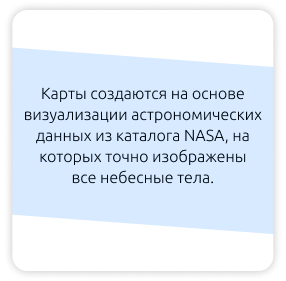 Карты создаются на основе
визуализации астрономических
данных из каталога NASA, на
которых точно изображены
все небесные тела.